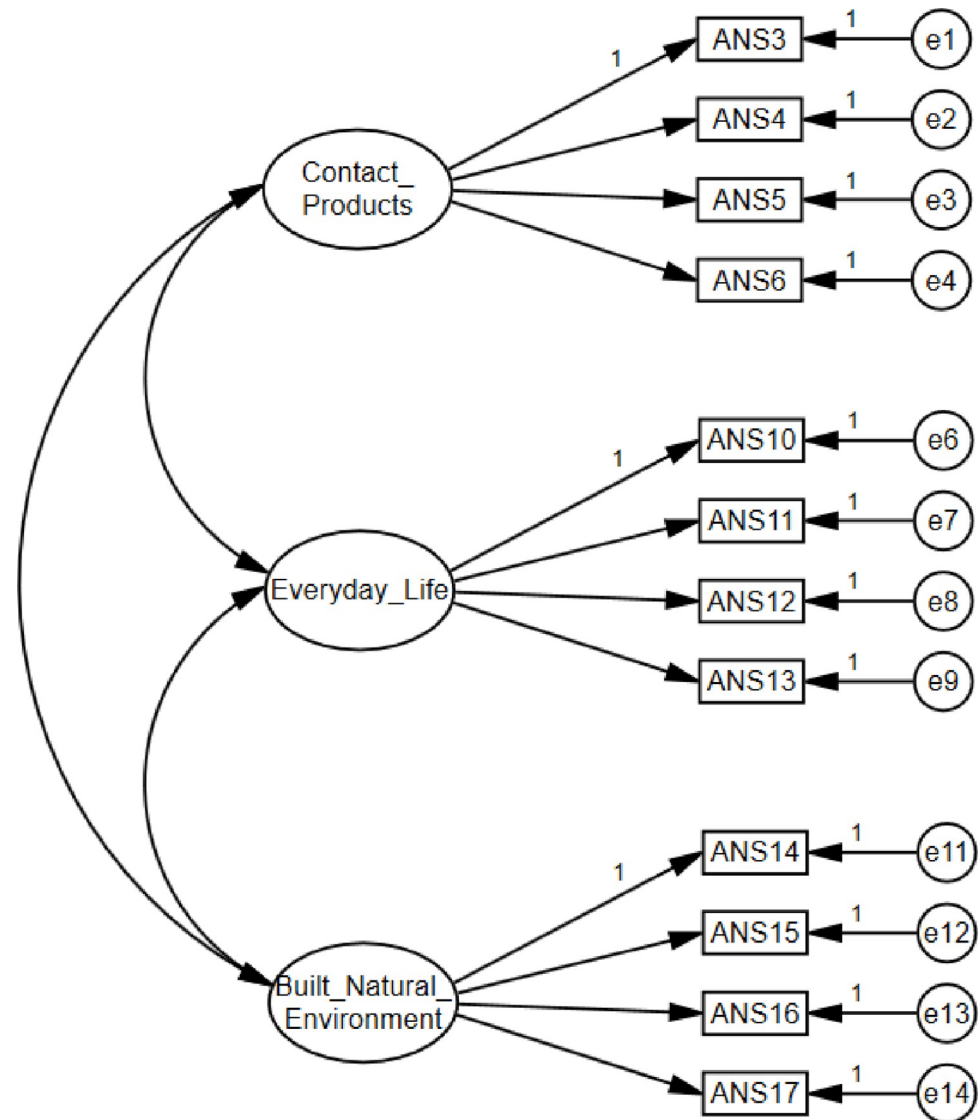 1
ANS3
1
e1
ANS4
1
e2
Contact_
Products
ANS5
1
e3
ANS6
1
e4
1
ANS10
1
e6
ANS11
1
e7
Everyday_Life
ANS12
1
e8
ANS13
1
e9
1
ANS14
1
e11
ANS15
1
e12
Built_Natural_
Environment
ANS16
1
e13
ANS17
1
e14